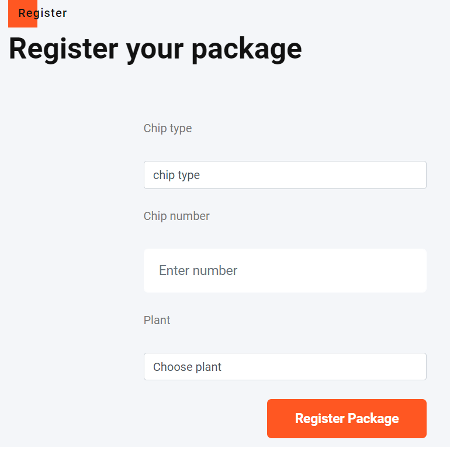 Register
Register your package
Chip type
chip type
Chip number
Enter number
Plant
Choose plant
Register Package